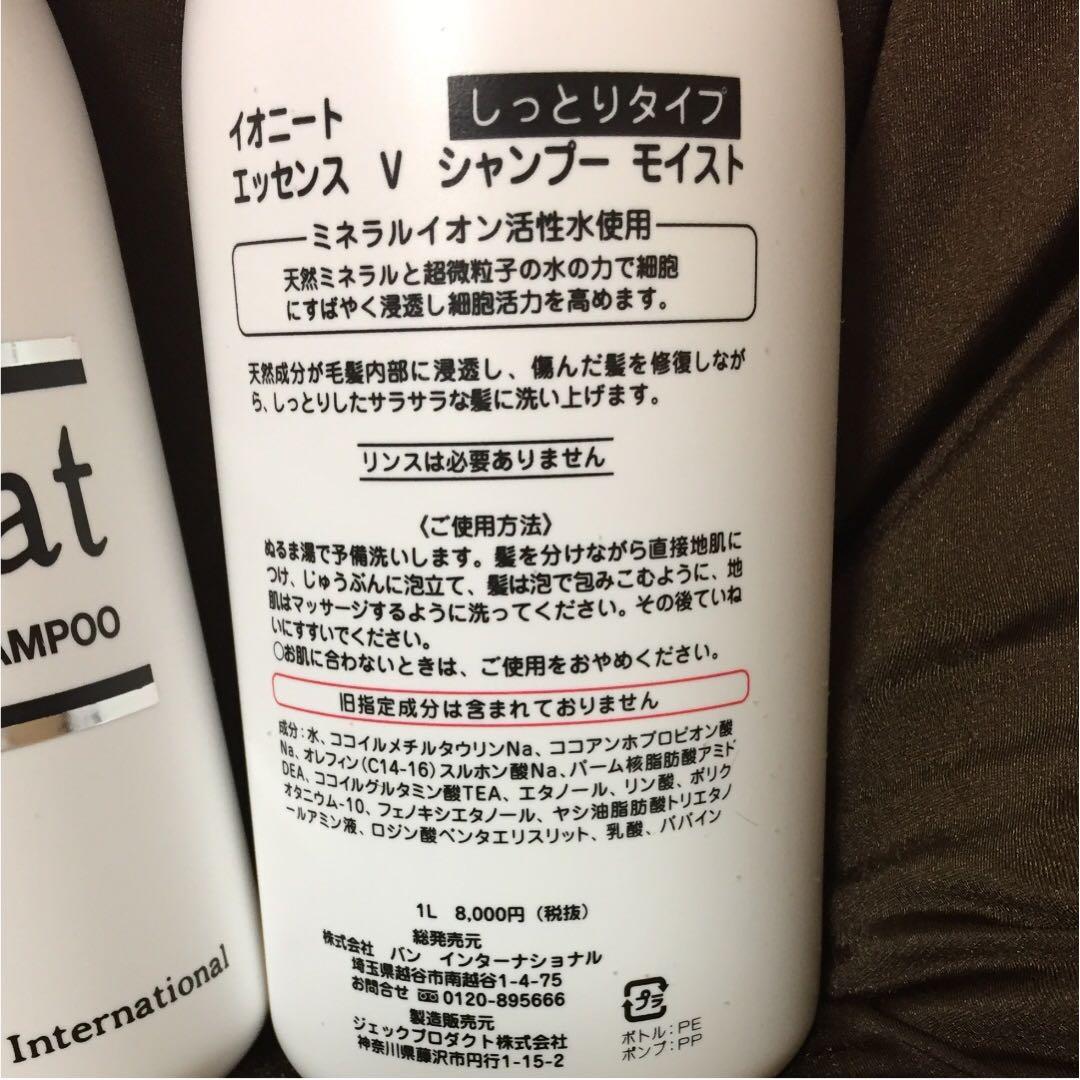 しっとりタイプ
イオニート
エッセンス V シャンプー モイスト
ミネラルイオン活性水使用
天然ミネラルと超微粒子の水の力で細胞
にすばやく浸透し細胞活力を高めます。
天然成分が毛髪内部に浸透し、傷んだ髪を修復しなが
ら、しっとりしたサラサラな髪に洗い上げます。
リンスは必要ありません
〈ご使用方法〉
ぬるま湯で予備洗いします。髪を分けながら直接地肌に
つけ、じゅうぶんに泡立て、髪は泡で包みこむように、地
肌はマッサージするように洗ってください。その後ていね
いにすすいでください。
○お肌に合わないときは、ご使用をおやめください。
旧指定成分は含まれておりません
成分：水、ココイルメチルタウリンNa、ココアンホプロピオン酸
Na、オレフィン（C14-16）スルホン酸Na、パーム核脂肪酸アミド
DEA、ココイルグルタミン酸TEA、エタノール、リン酸、ポリク
オタニウム-10、フェノキシエタノール、ヤシ油脂肪酸トリエタノ
ールアミン液、ロジン酸ペンタエリスリット、乳酸、パパイン
1L 8,000円（税抜）
総発売元
株式会社 バン インターナショナル
埼玉県越谷市南越谷1-4-75
お問合せ 0120-895666
製造販売元
ジェックプロダクト株式会社
神奈川県藤沢市円行1-15-2
プラ
ボトル：PE
ポンプ：PP
at
AMPOO
International